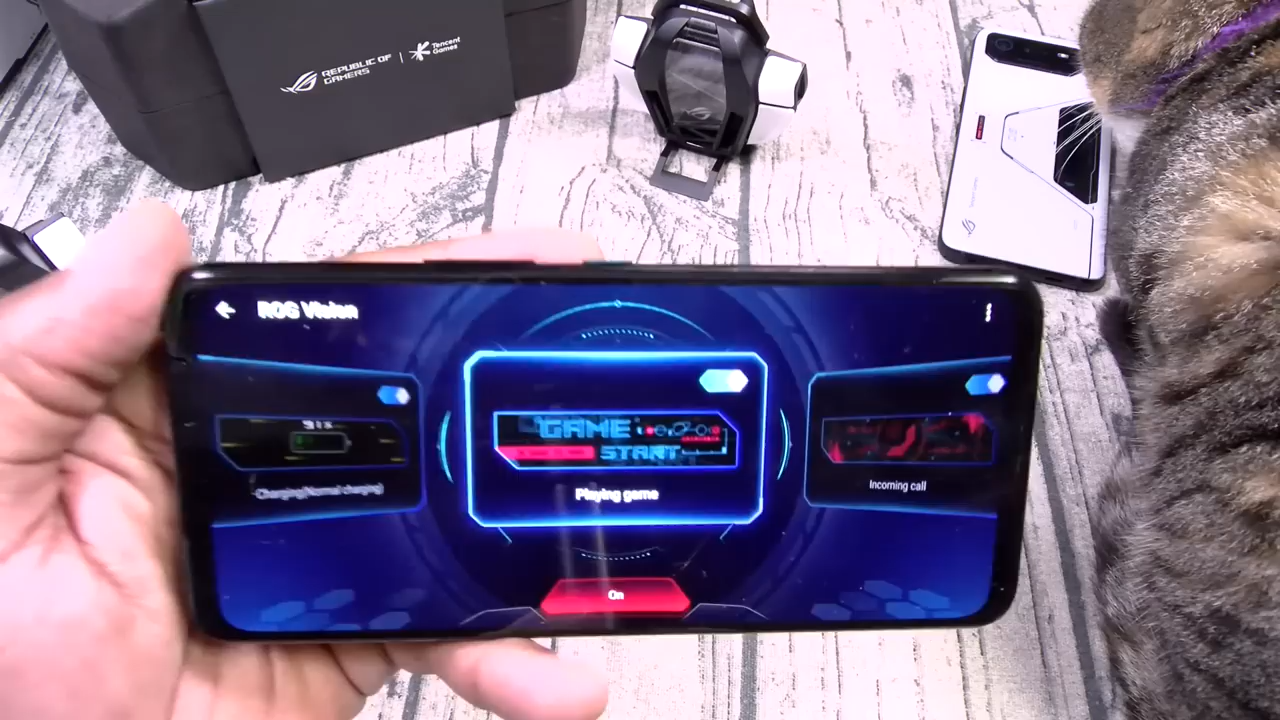 REPUBLIC OF
GAMERS
Tencent
Games
ROG Vision
Charging(Normal charging)
GAME
START
Playing game
Incoming call
On